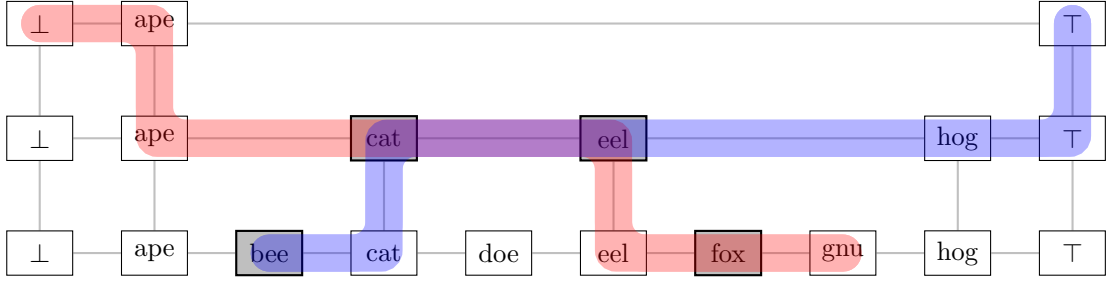 ⊥ ape ⊤
⊥ ape cat eel hog ⊤
⊥ ape bee cat doe eel fox gnu hog ⊤